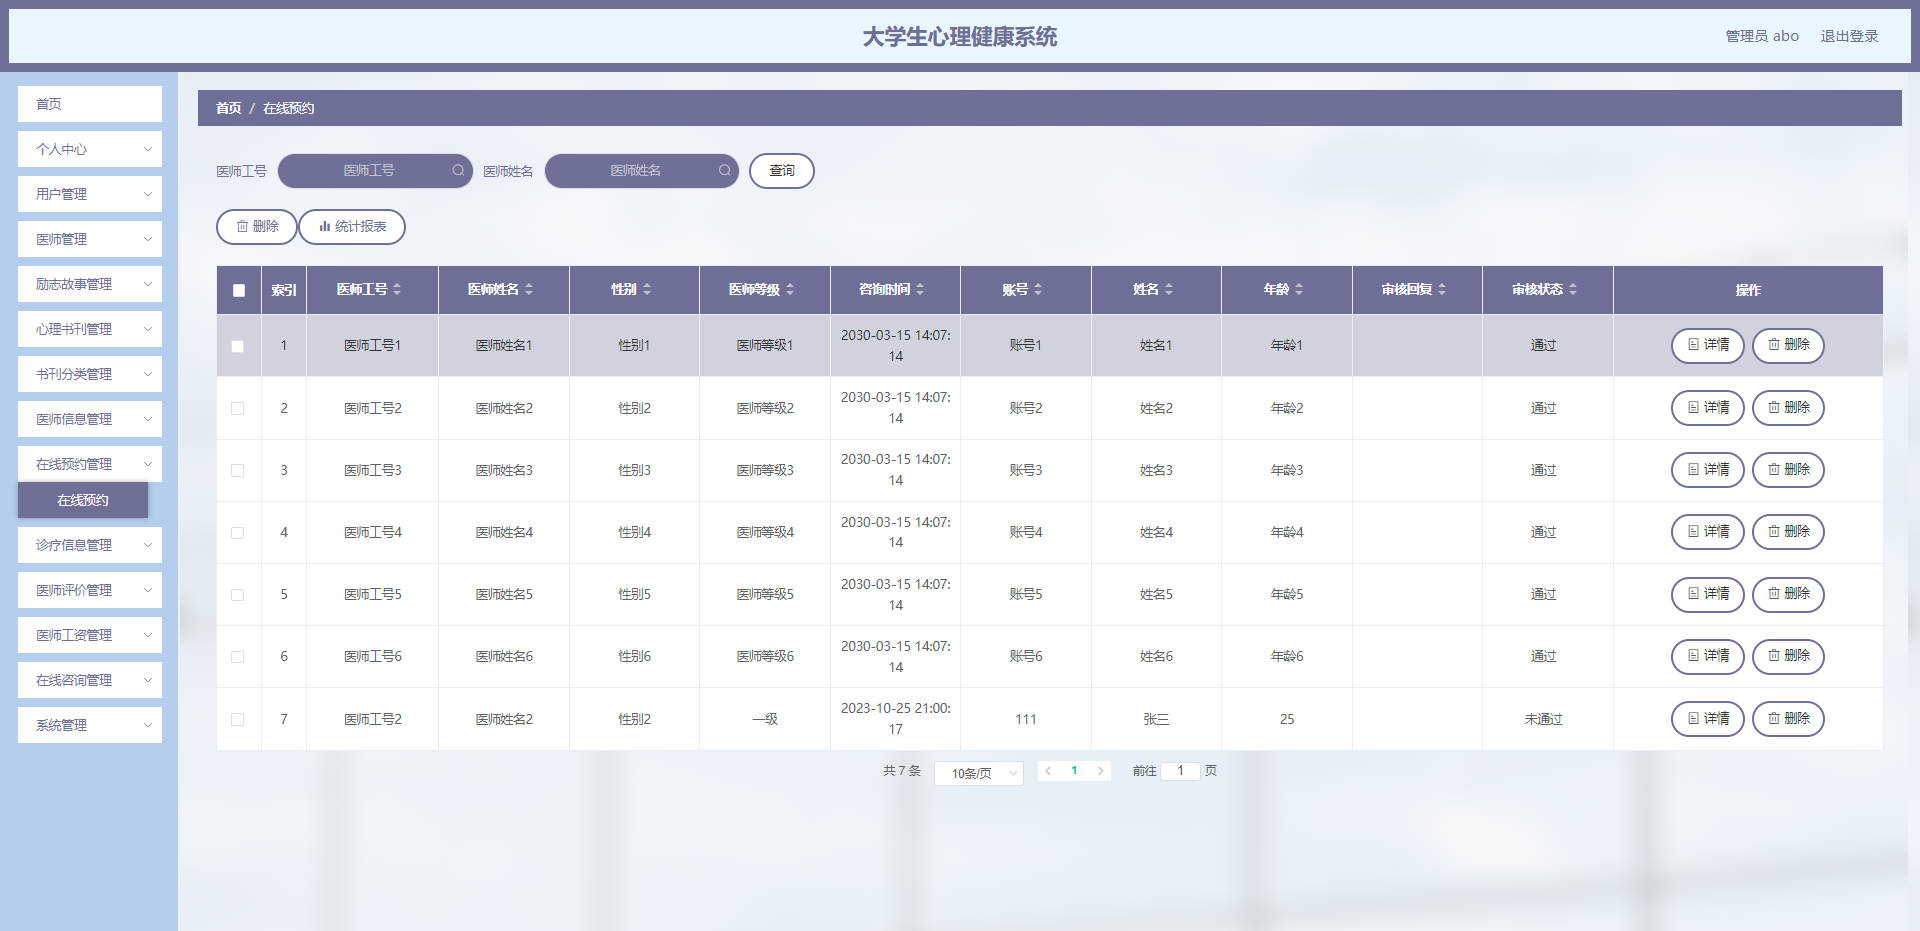 大学生心理健康系统
管理员 abo 退出登录
首页
个人中心
用户管理
医师管理
励志故事管理
心理书刊管理
书刊分类管理
医师信息管理
在线预约管理
在线预约
诊疗信息管理
医师评价管理
医师工资管理
在线咨询管理
系统管理
首页 / 在线预约
医师工号 医师工号 医师姓名 医师姓名 查询
删除 统计报表
索引 医师工号 医师姓名 性别 医师等级 咨询时间 账号 姓名 年龄 审核回复 审核状态 操作
1 医师工号1 医师姓名1 性别1 医师等级1 2030-03-15 14:07:14 账号1 姓名1 年龄1 通过 详情 删除
2 医师工号2 医师姓名2 性别2 医师等级2 2030-03-15 14:07:14 账号2 姓名2 年龄2 通过 详情 删除
3 医师工号3 医师姓名3 性别3 医师等级3 2030-03-15 14:07:14 账号3 姓名3 年龄3 通过 详情 删除
4 医师工号4 医师姓名4 性别4 医师等级4 2030-03-15 14:07:14 账号4 姓名4 年龄4 通过 详情 删除
5 医师工号5 医师姓名5 性别5 医师等级5 2030-03-15 14:07:14 账号5 姓名5 年龄5 通过 详情 删除
6 医师工号6 医师姓名6 性别6 医师等级6 2030-03-15 14:07:14 账号6 姓名6 年龄6 通过 详情 删除
7 医师工号2 医师姓名2 性别2 一级 2023-10-25 21:00:17 111 张三 25 未通过 详情 删除
共 7 条 10条/页 1 前往 1 页